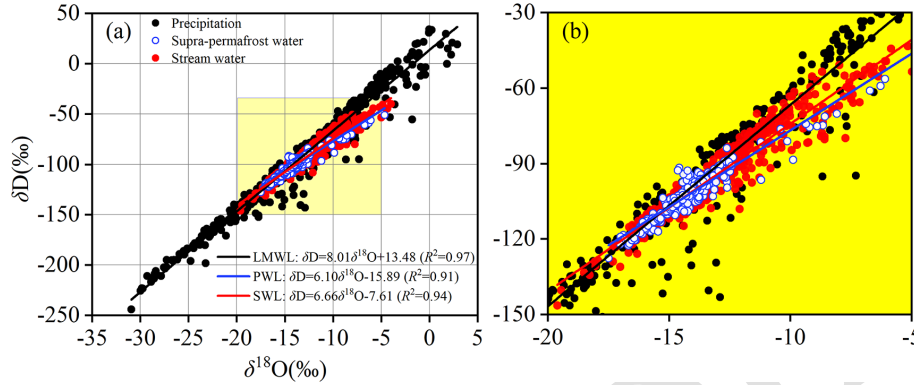 (a)
Precipitation
Supra-permafrost water
Stream water
LMWL: δD=8.01δ¹⁸O+13.48 (R²=0.97)
PWL: δD=6.10δ¹⁸O-15.89 (R²=0.91)
SWL: δD=6.66δ¹⁸O-7.61 (R²=0.94)
δD(‰)
50
0
-50
-100
-150
-200
-250
-35 -30 -25 -20 -15 -10 -5 0 5
δ¹⁸O(‰)
(b)
-30
-60
-90
-120
-150
-20 -15 -10 -5